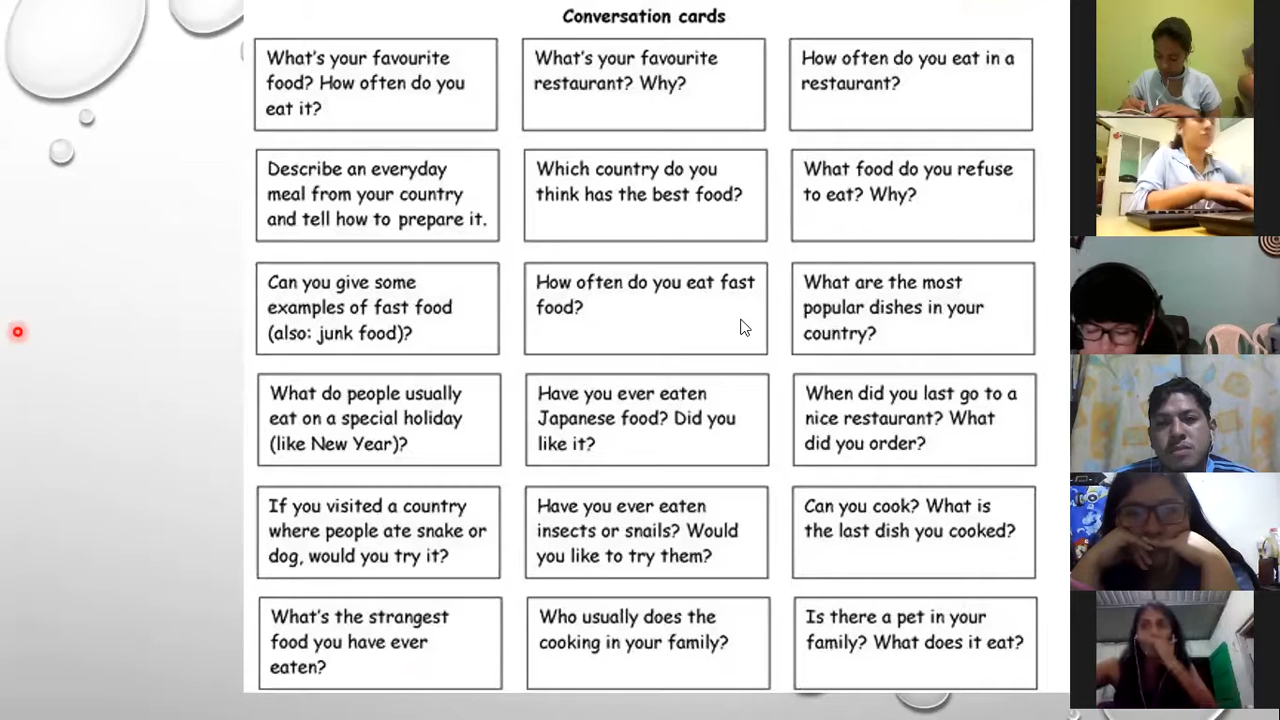 Conversation cards
What's your favourite
food? How often do you
eat it?
What's your favourite
restaurant? Why?
How often do you eat in a
restaurant?
Describe an everyday
meal from your country
and tell how to prepare it.
Which country do you
think has the best food?
What food do you refuse
to eat? Why?
Can you give some
examples of fast food
(also: junk food)?
How often do you eat fast
food?
What are the most
popular dishes in your
country?
What do people usually
eat on a special holiday
(like New Year)?
Have you ever eaten
Japanese food? Did you
like it?
When did you last go to a
nice restaurant? What
did you order?
If you visited a country
where people ate snake or
dog, would you try it?
Have you ever eaten
insects or snails? Would
you like to try them?
Can you cook? What is
the last dish you cooked?
What's the strangest
food you have ever
eaten?
Who usually does the
cooking in your family?
Is there a pet in your
family? What does it eat?